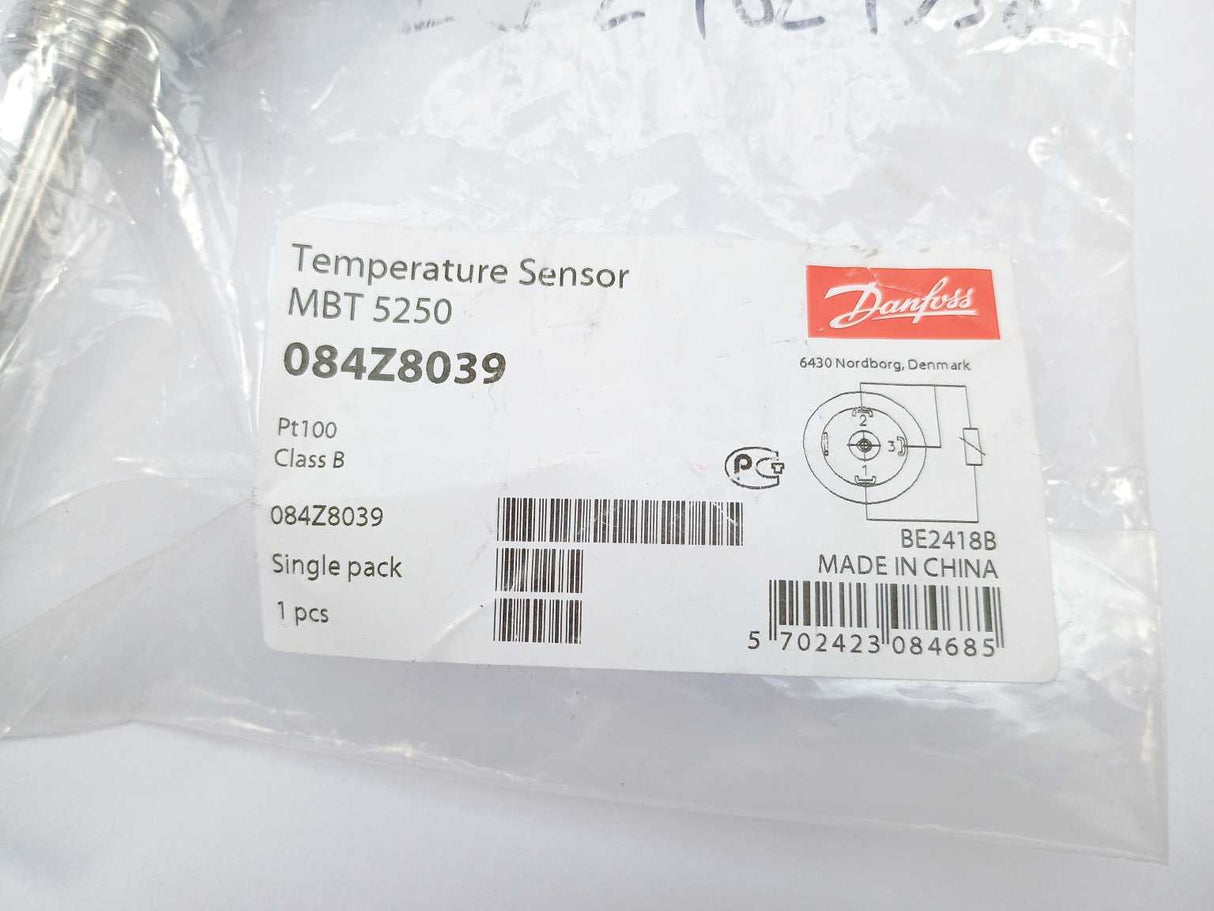 Temperature Sensor
MBT 5250
084Z8039
Pt100
Class B
084Z8039
Single pack
1 pcs
Danfoss
6430 Nordborg, Denmark
2
3
1
BE2418B
MADE IN CHINA
5 702423 084685